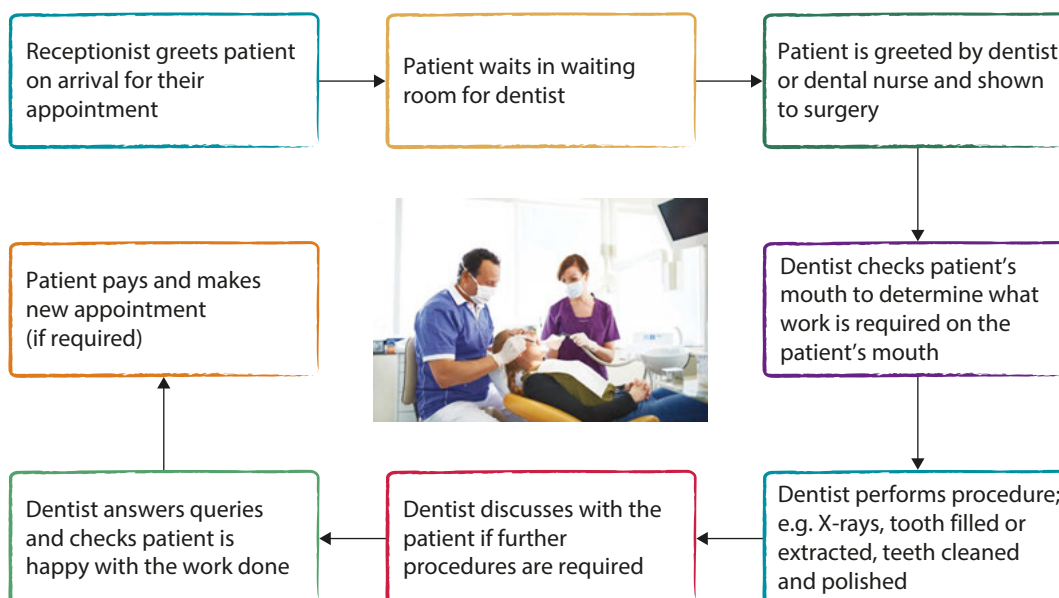 Receptionist greets patient
on arrival for their
appointment
Patient waits in waiting
room for dentist
Patient is greeted by dentist
or dental nurse and shown
to surgery
Dentist checks patient’s
mouth to determine what
work is required on the
patient’s mouth
Dentist performs procedure;
e.g. X-rays, tooth filled or
extracted, teeth cleaned
and polished
Dentist discusses with the
patient if further
procedures are required
Dentist answers queries
and checks patient is
happy with the work done
Patient pays and makes
new appointment
(if required)